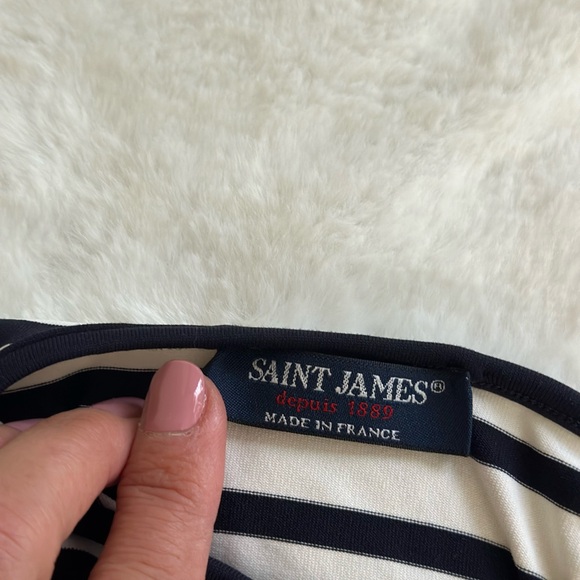 SAINT JAMES®
depuis 1889
MADE IN FRANCE